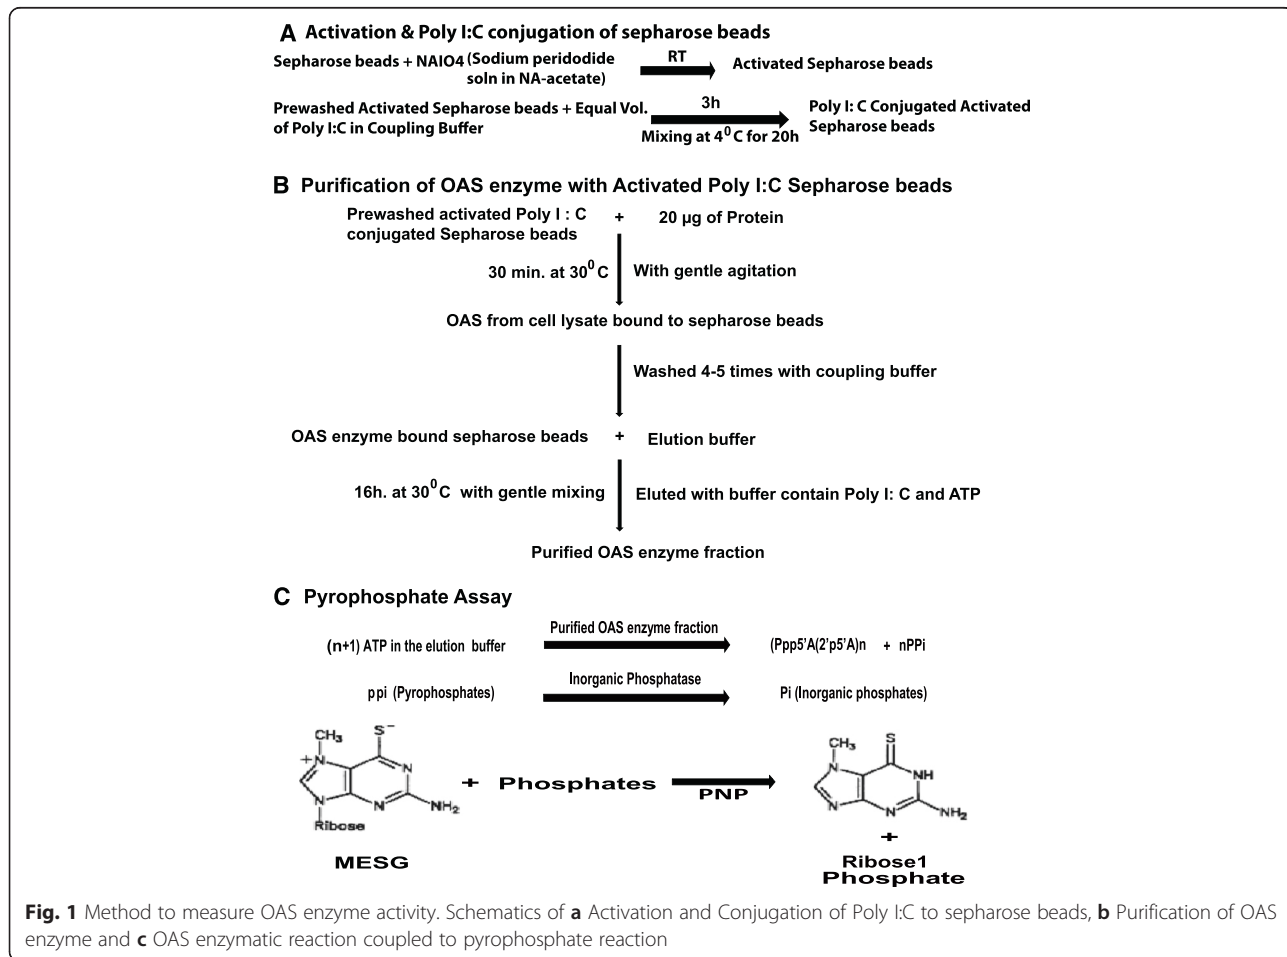 A Activation & Poly I:C conjugation of sepharose beads
Sepharose beads + NAIO4 (Sodium peridodide
soln in NA-acetate)
RT
Activated Sepharose beads
Prewashed Activated Sepharose beads + Equal Vol.
of Poly I:C in Coupling Buffer
3h
Mixing at 4⁰C for 20h
Poly I: C Conjugated Activated
Sepharose beads
B Purification of OAS enzyme with Activated Poly I:C Sepharose beads
Prewashed activated Poly I : C
conjugated Sepharose beads
+ 20 µg of Protein
30 min. at 30⁰C With gentle agitation
OAS from cell lysate bound to sepharose beads
Washed 4-5 times with coupling buffer
OAS enzyme bound sepharose beads + Elution buffer
16h. at 30⁰C with gentle mixing Eluted with buffer contain Poly I: C and ATP
Purified OAS enzyme fraction
C Pyrophosphate Assay
(n+1) ATP in the elution buffer
Purified OAS enzyme fraction
(Ppp5'A(2'p5'A)n + nPPi
ppi (Pyrophosphates)
Inorganic Phosphatase
Pi (Inorganic phosphates)
S⁻
CH₃
+
N
N
N
N
NH₂
Ribose
MESG
+ Phosphates
PNP
S
CH₃
N
NH
N
N
NH₂
+
Ribose1
Phosphate
Fig. 1 Method to measure OAS enzyme activity. Schematics of a Activation and Conjugation of Poly I:C to sepharose beads, b Purification of OAS
enzyme and c OAS enzymatic reaction coupled to pyrophosphate reaction